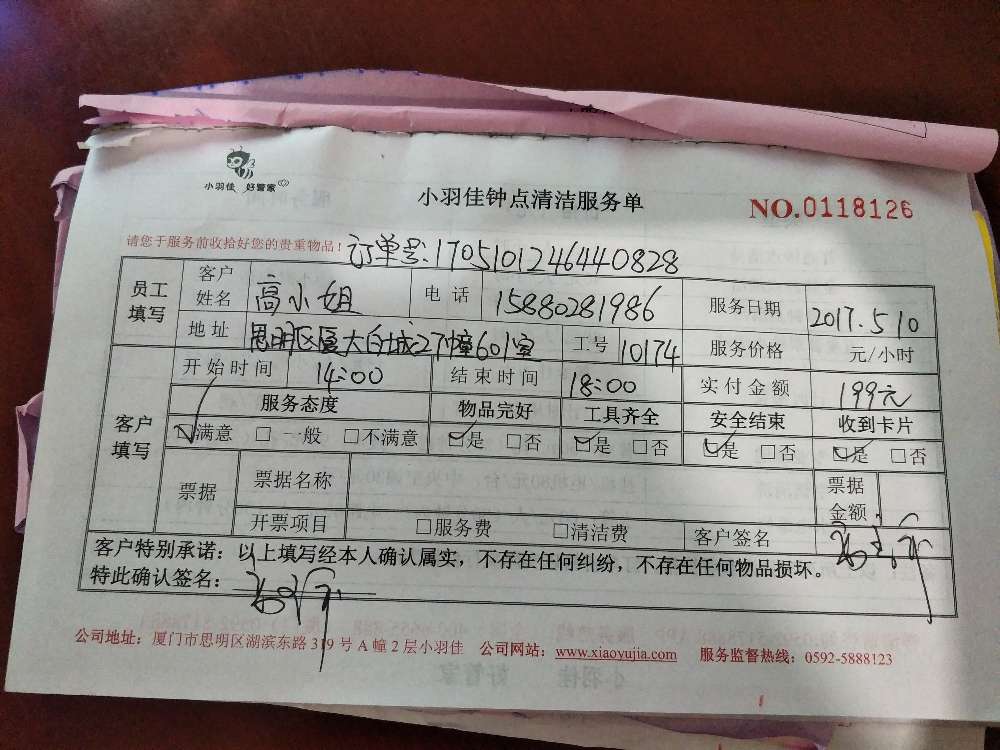 小羽佳 好管家
小羽佳钟点清洁服务单
NO.0118126
请您于服务前收拾好您的贵重物品！
订单号:1705101246440828
员工填写 客户姓名 高小姐 电话 15880281986 服务日期 2017.5.10
地址 思明区厦大白城27幢601室 工号 10174 服务价格 元/小时
客户填写 开始时间 14:00 结束时间 18:00 实付金额 199元
服务态度 物品完好 工具齐全 安全结束 收到卡片
☑满意 □一般 □不满意 ☑是 □否 ☑是 □否 ☑是 □否 ☑是 □否
票据 票据名称 票据金额
开票项目 □服务费 □清洁费 客户签名
客户特别承诺：以上填写经本人确认属实，不存在任何纠纷，不存在任何物品损坏。
特此确认签名：
公司地址：厦门市思明区湖滨东路319号A幢2层小羽佳 公司网站：www.xiaoyujia.com 服务监督热线：0592-5888123